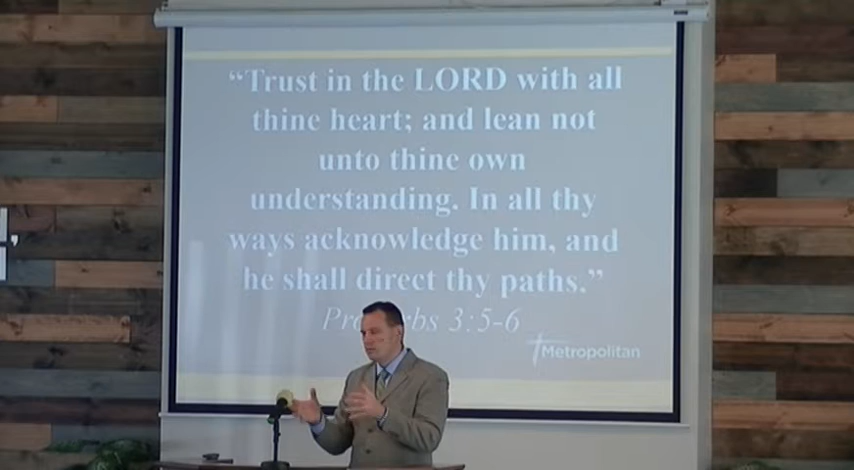 “Trust in the LORD with all
thine heart; and lean not
unto thine own
understanding. In all thy
ways acknowledge him, and
he shall direct thy paths.”
3:5-6
Metropolitan